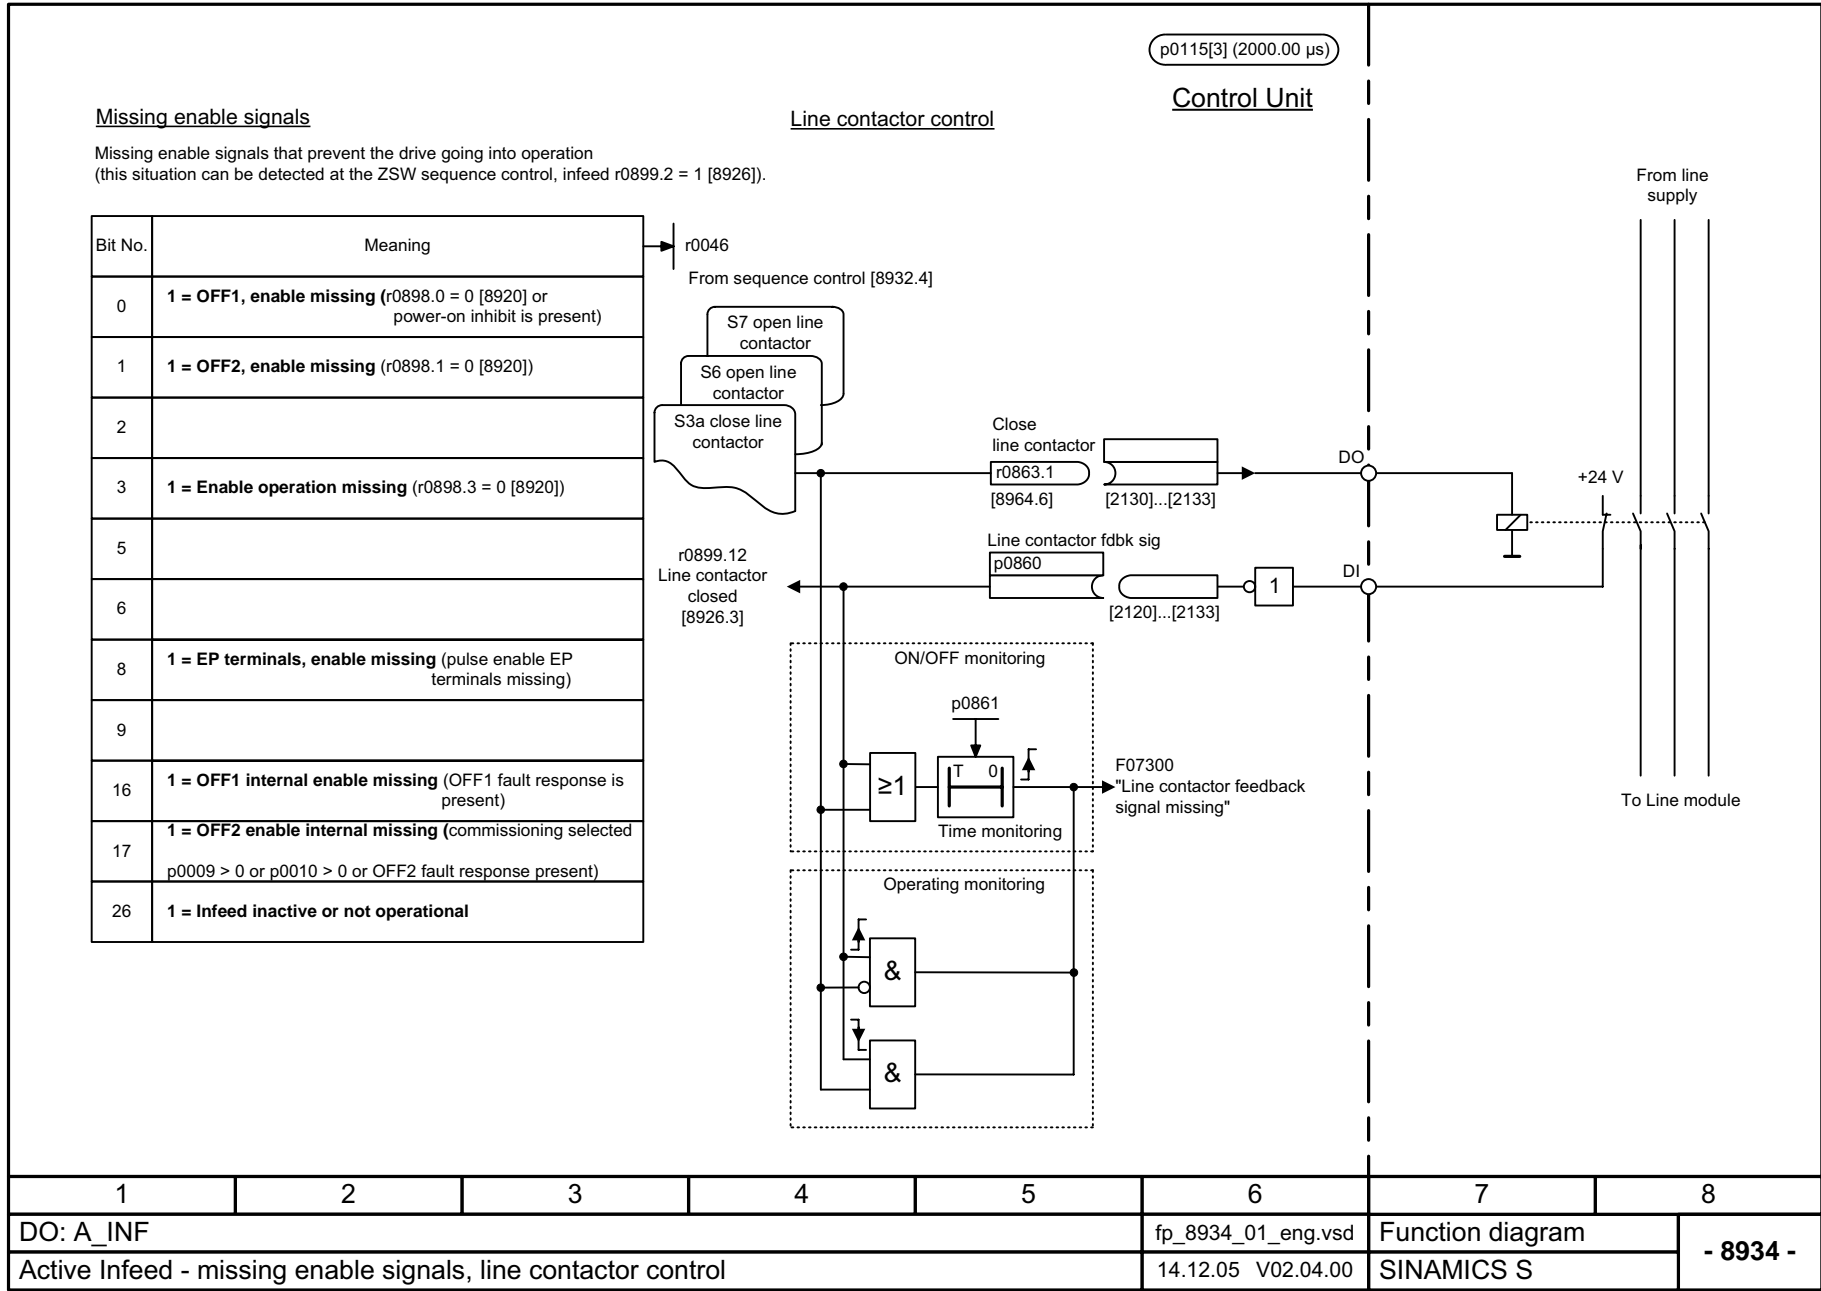 p0115[3] (2000.00 µs)
Control Unit
Missing enable signals
Line contactor control
Missing enable signals that prevent the drive going into operation
(this situation can be detected at the ZSW sequence control, infeed r0899.2 = 1 [8926]).
From line
supply
Bit No.
Meaning
r0046
From sequence control [8932.4]
0
1 = OFF1, enable missing (r0898.0 = 0 [8920] or
power-on inhibit is present)
1
1 = OFF2, enable missing (r0898.1 = 0 [8920])
2
3
1 = Enable operation missing (r0898.3 = 0 [8920])
5
6
8
1 = EP terminals, enable missing (pulse enable EP
terminals missing)
9
16
1 = OFF1 internal enable missing (OFF1 fault response is
present)
17
1 = OFF2 enable internal missing (commissioning selected
p0009 > 0 or p0010 > 0 or OFF2 fault response present)
26
1 = Infeed inactive or not operational
S7 open line
contactor
S6 open line
contactor
S3a close line
contactor
Close
line contactor
r0863.1
[8964.6]
[2130]...[2133]
DO
+24 V
r0899.12
Line contactor
closed
[8926.3]
Line contactor fdbk sig
p0860
[2120]...[2133]
1
DI
ON/OFF monitoring
p0861
≥1
T 0
Time monitoring
F07300
"Line contactor feedback
signal missing"
To Line module
Operating monitoring
&
&
1 2 3 4 5 6 7 8
DO: A_INF
fp_8934_01_eng.vsd
Function diagram
- 8934 -
Active Infeed - missing enable signals, line contactor control
14.12.05 V02.04.00
SINAMICS S